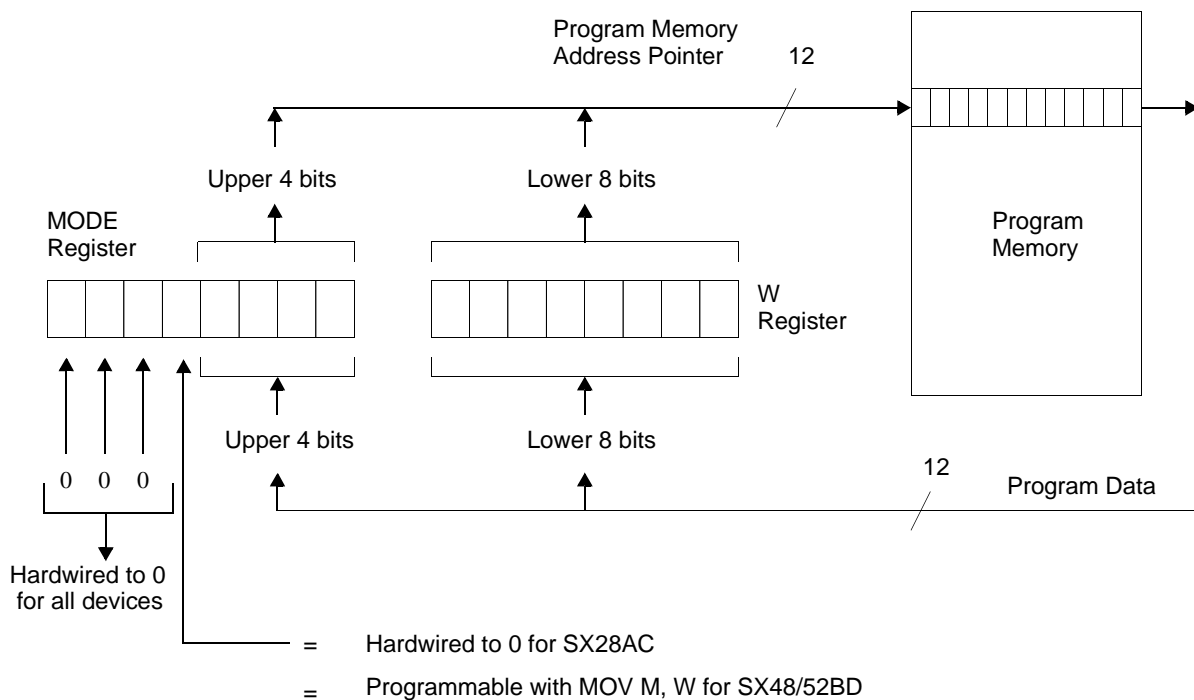 Program Memory
Address Pointer
12
Upper 4 bits
Lower 8 bits
MODE
Register
Program
Memory
W
Register
Upper 4 bits
Lower 8 bits
12
Program Data
0 0 0
Hardwired to 0
for all devices
= Hardwired to 0 for SX28AC
= Programmable with MOV M, W for SX48/52BD